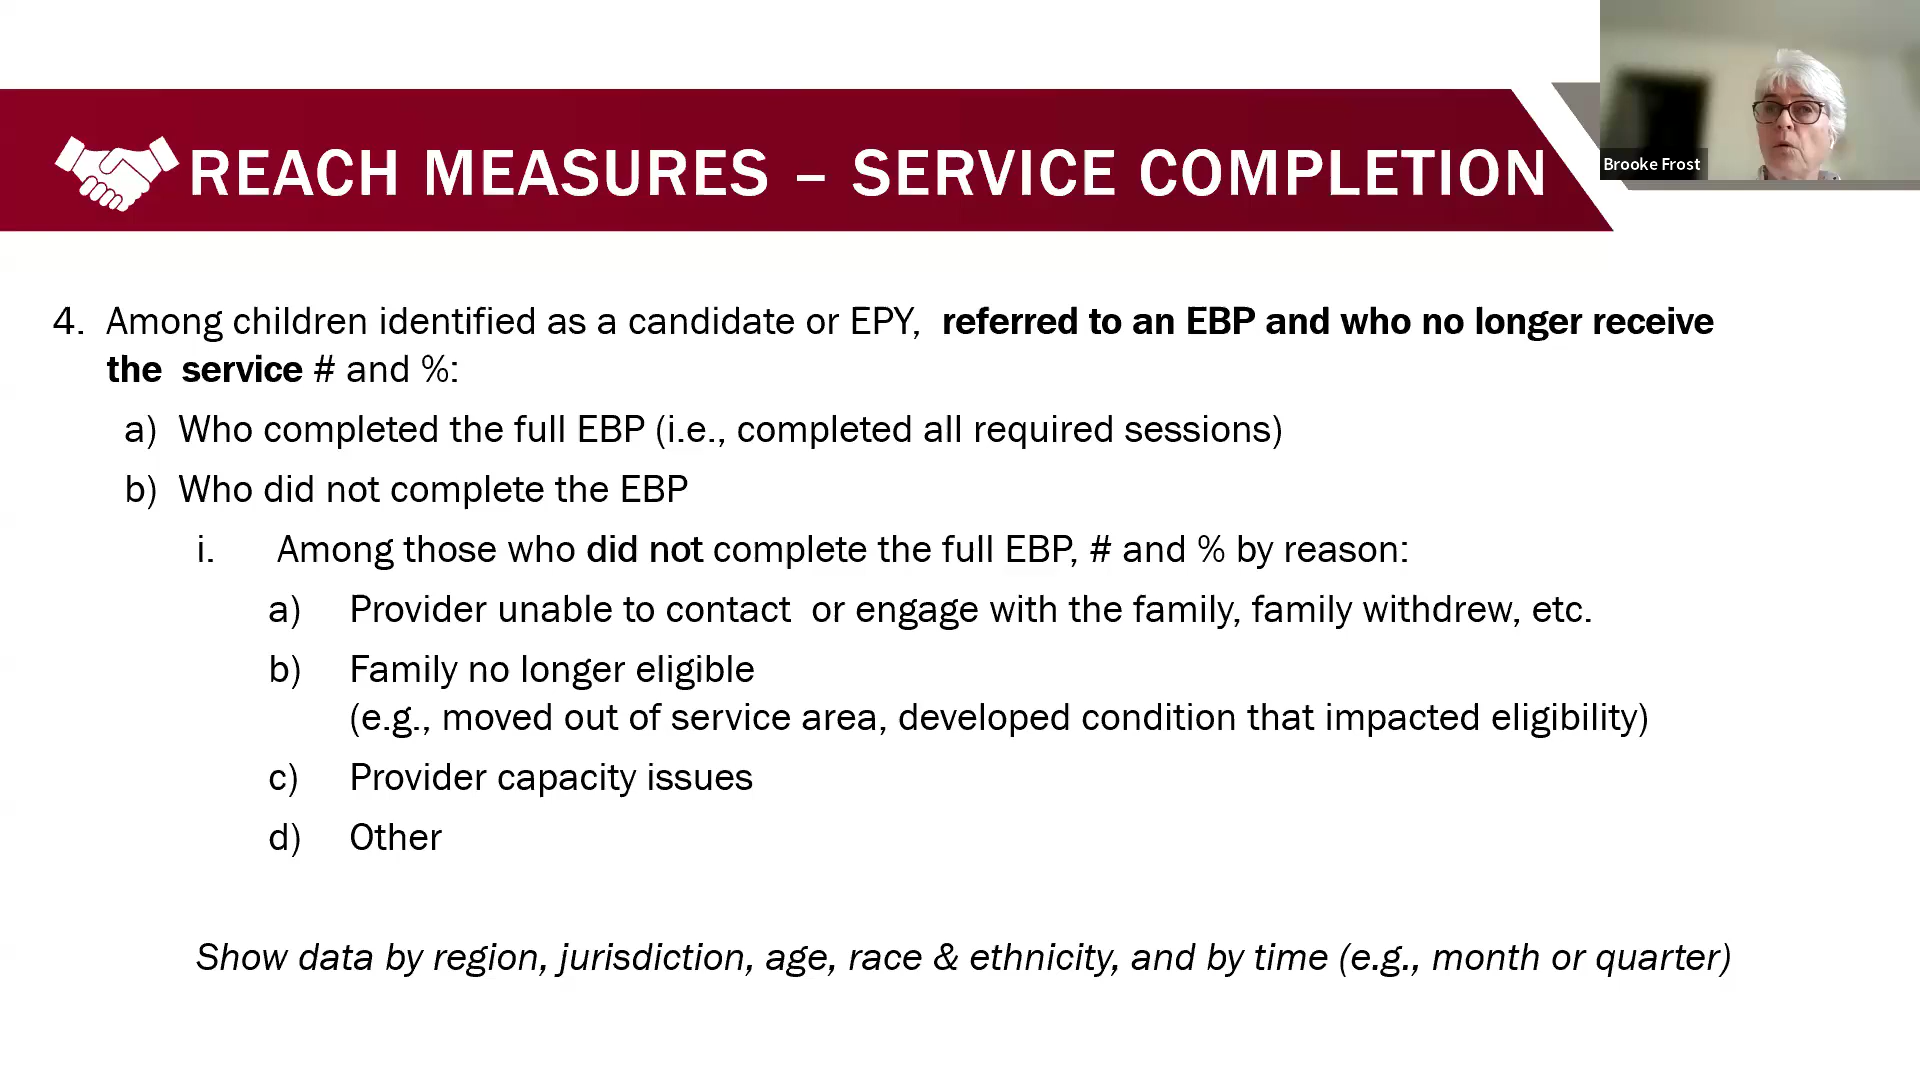 REACH MEASURES – SERVICE COMPLETION
Brooke Frost
4. Among children identified as a candidate or EPY, referred to an EBP and who no longer receive
the service # and %:
a) Who completed the full EBP (i.e., completed all required sessions)
b) Who did not complete the EBP
i. Among those who did not complete the full EBP, # and % by reason:
a) Provider unable to contact or engage with the family, family withdrew, etc.
b) Family no longer eligible
(e.g., moved out of service area, developed condition that impacted eligibility)
c) Provider capacity issues
d) Other
Show data by region, jurisdiction, age, race & ethnicity, and by time (e.g., month or quarter)